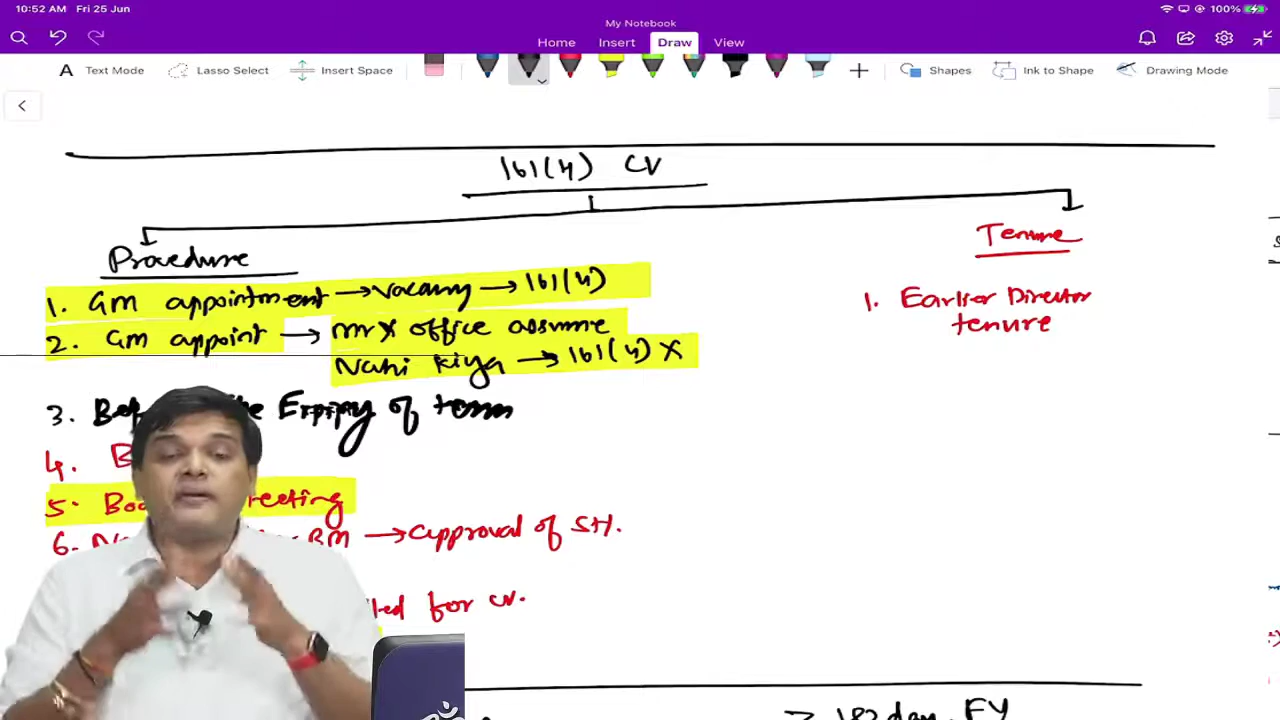 10:52 AM Fri 25 Jun
100%
My Notebook
Home Insert Draw View
A Text Mode Lasso Select Insert Space Shapes Ink to Shape Drawing Mode
161(4) CV
Procedure
1. GM appointment → vacancy → 161(4)
2. GM appoint → Mr X office assume
Nahi kiya → 161(4) X
3. the Expipy of term
4.
5. meeting
6. BM → approval of SH.
for CV.
Tenure
1. Earlier Director
tenure
> 182 day FY